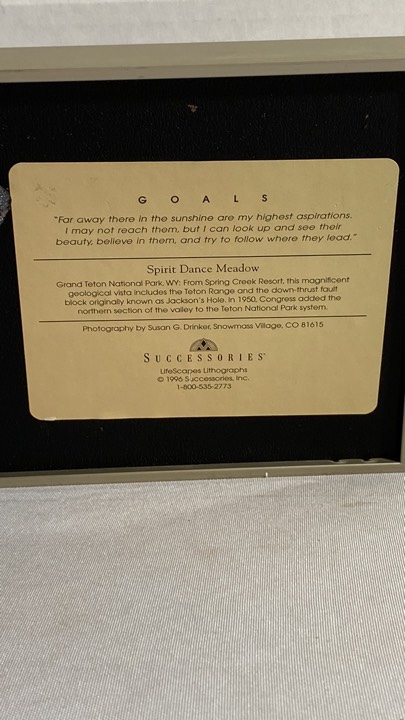 GOALS
"Far away there in the sunshine are my highest aspirations.
I may not reach them, but I can look up and see their
beauty, believe in them, and try to follow where they lead."
Spirit Dance Meadow
Grand Teton National Park, WY: From Spring Creek Resort, this magnificent
geological vista includes the Teton Range and the down-thrust fault
block originally known as Jackson's Hole. In 1950, Congress added the
northern section of the valley to the Teton National Park system.
Photography by Susan G. Drinker, Snowmass Village, CO 81615
SUCCESSORIES™
LifeScapes Lithographs
© 1996 Successories, Inc.
1-800-535-2773